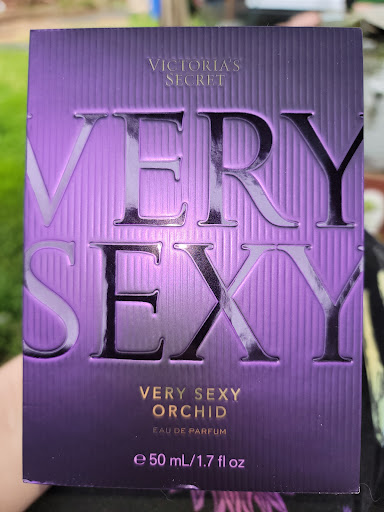 VICTORIA'S
SECRET
VERY
SEXY
VERY SEXY
ORCHID
EAU DE PARFUM
℮ 50 mL/1.7 fl oz